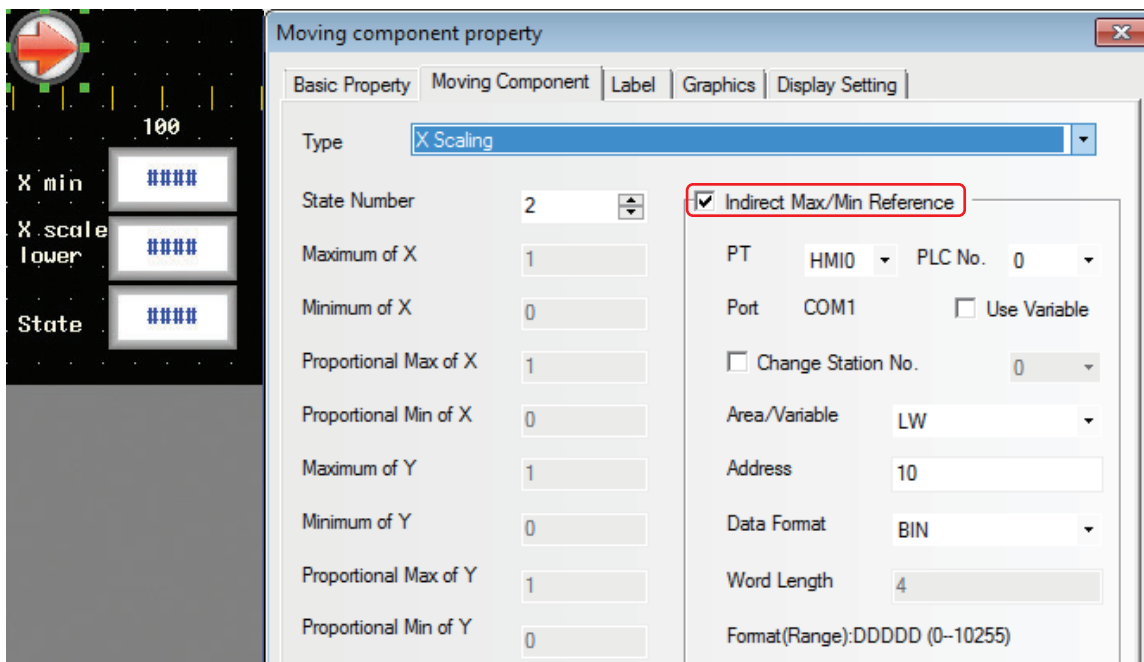 100
X min
####
X scale
lower
####
State
####
Moving component property
Basic Property
Moving Component
Label
Graphics
Display Setting
Type
X Scaling
State Number
2
Maximum of X
1
Minimum of X
0
Proportional Max of X
1
Proportional Min of X
0
Maximum of Y
1
Minimum of Y
0
Proportional Max of Y
1
Proportional Min of Y
0
Indirect Max/Min Reference
PT
HMI0
PLC No.
0
Port
COM1
Use Variable
Change Station No.
0
Area/Variable
LW
Address
10
Data Format
BIN
Word Length
4
Format(Range):DDDDD (0--10255)